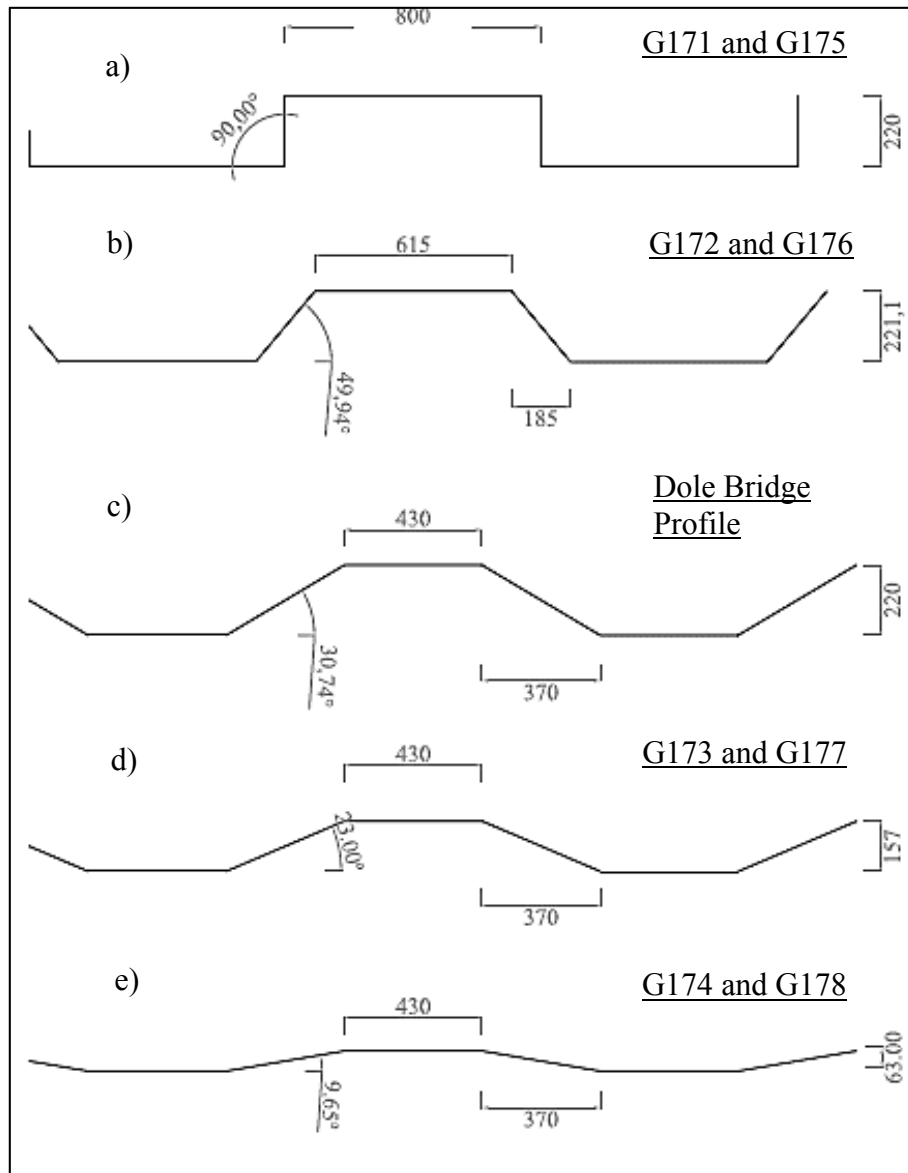 800
G171 and G175
a)
90,00°
220
b)
615
G172 and G176
221,1
49,94°
185
Dole Bridge
Profile
c)
430
220
30,74°
370
d)
430
G173 and G177
23,00°
157
370
e)
430
G174 and G178
63,00
9,65°
370